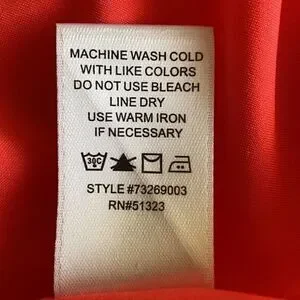 MACHINE WASH COLD
WITH LIKE COLORS
DO NOT USE BLEACH
LINE DRY
USE WARM IRON
IF NECESSARY
30C
STYLE #73269003
RN#51323